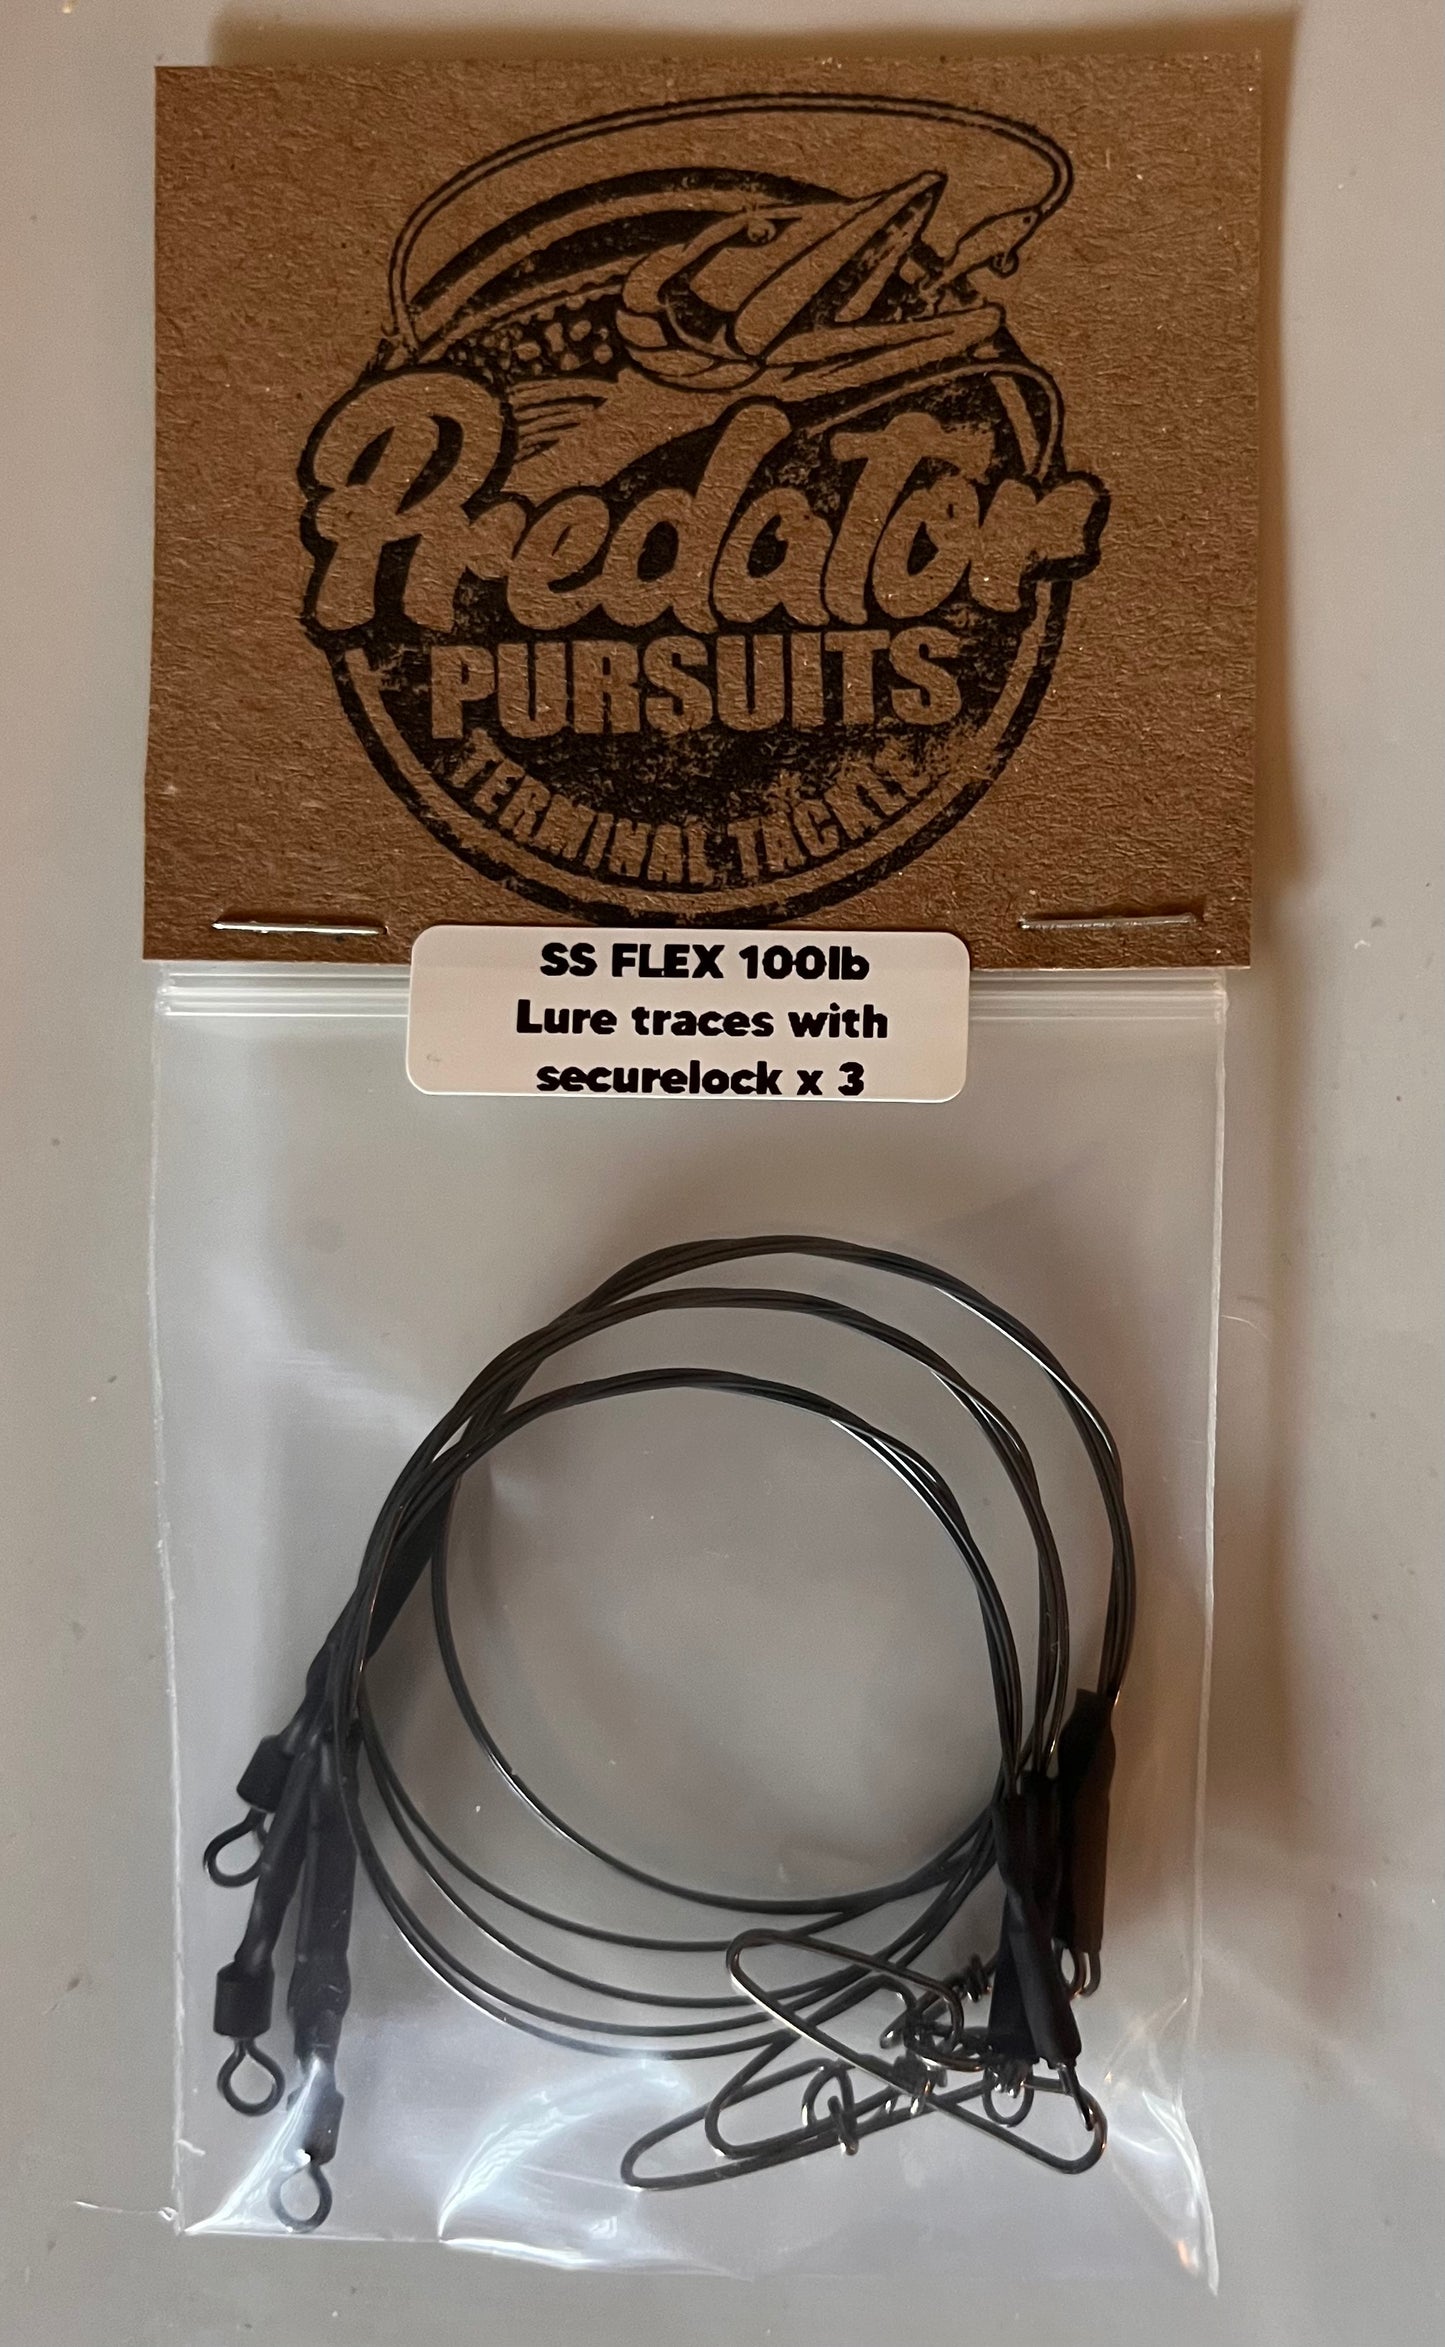 Predator
PURSUITS
TERMINAL TACKLE
SS FLEX 100lb
Lure traces with
securelock x 3